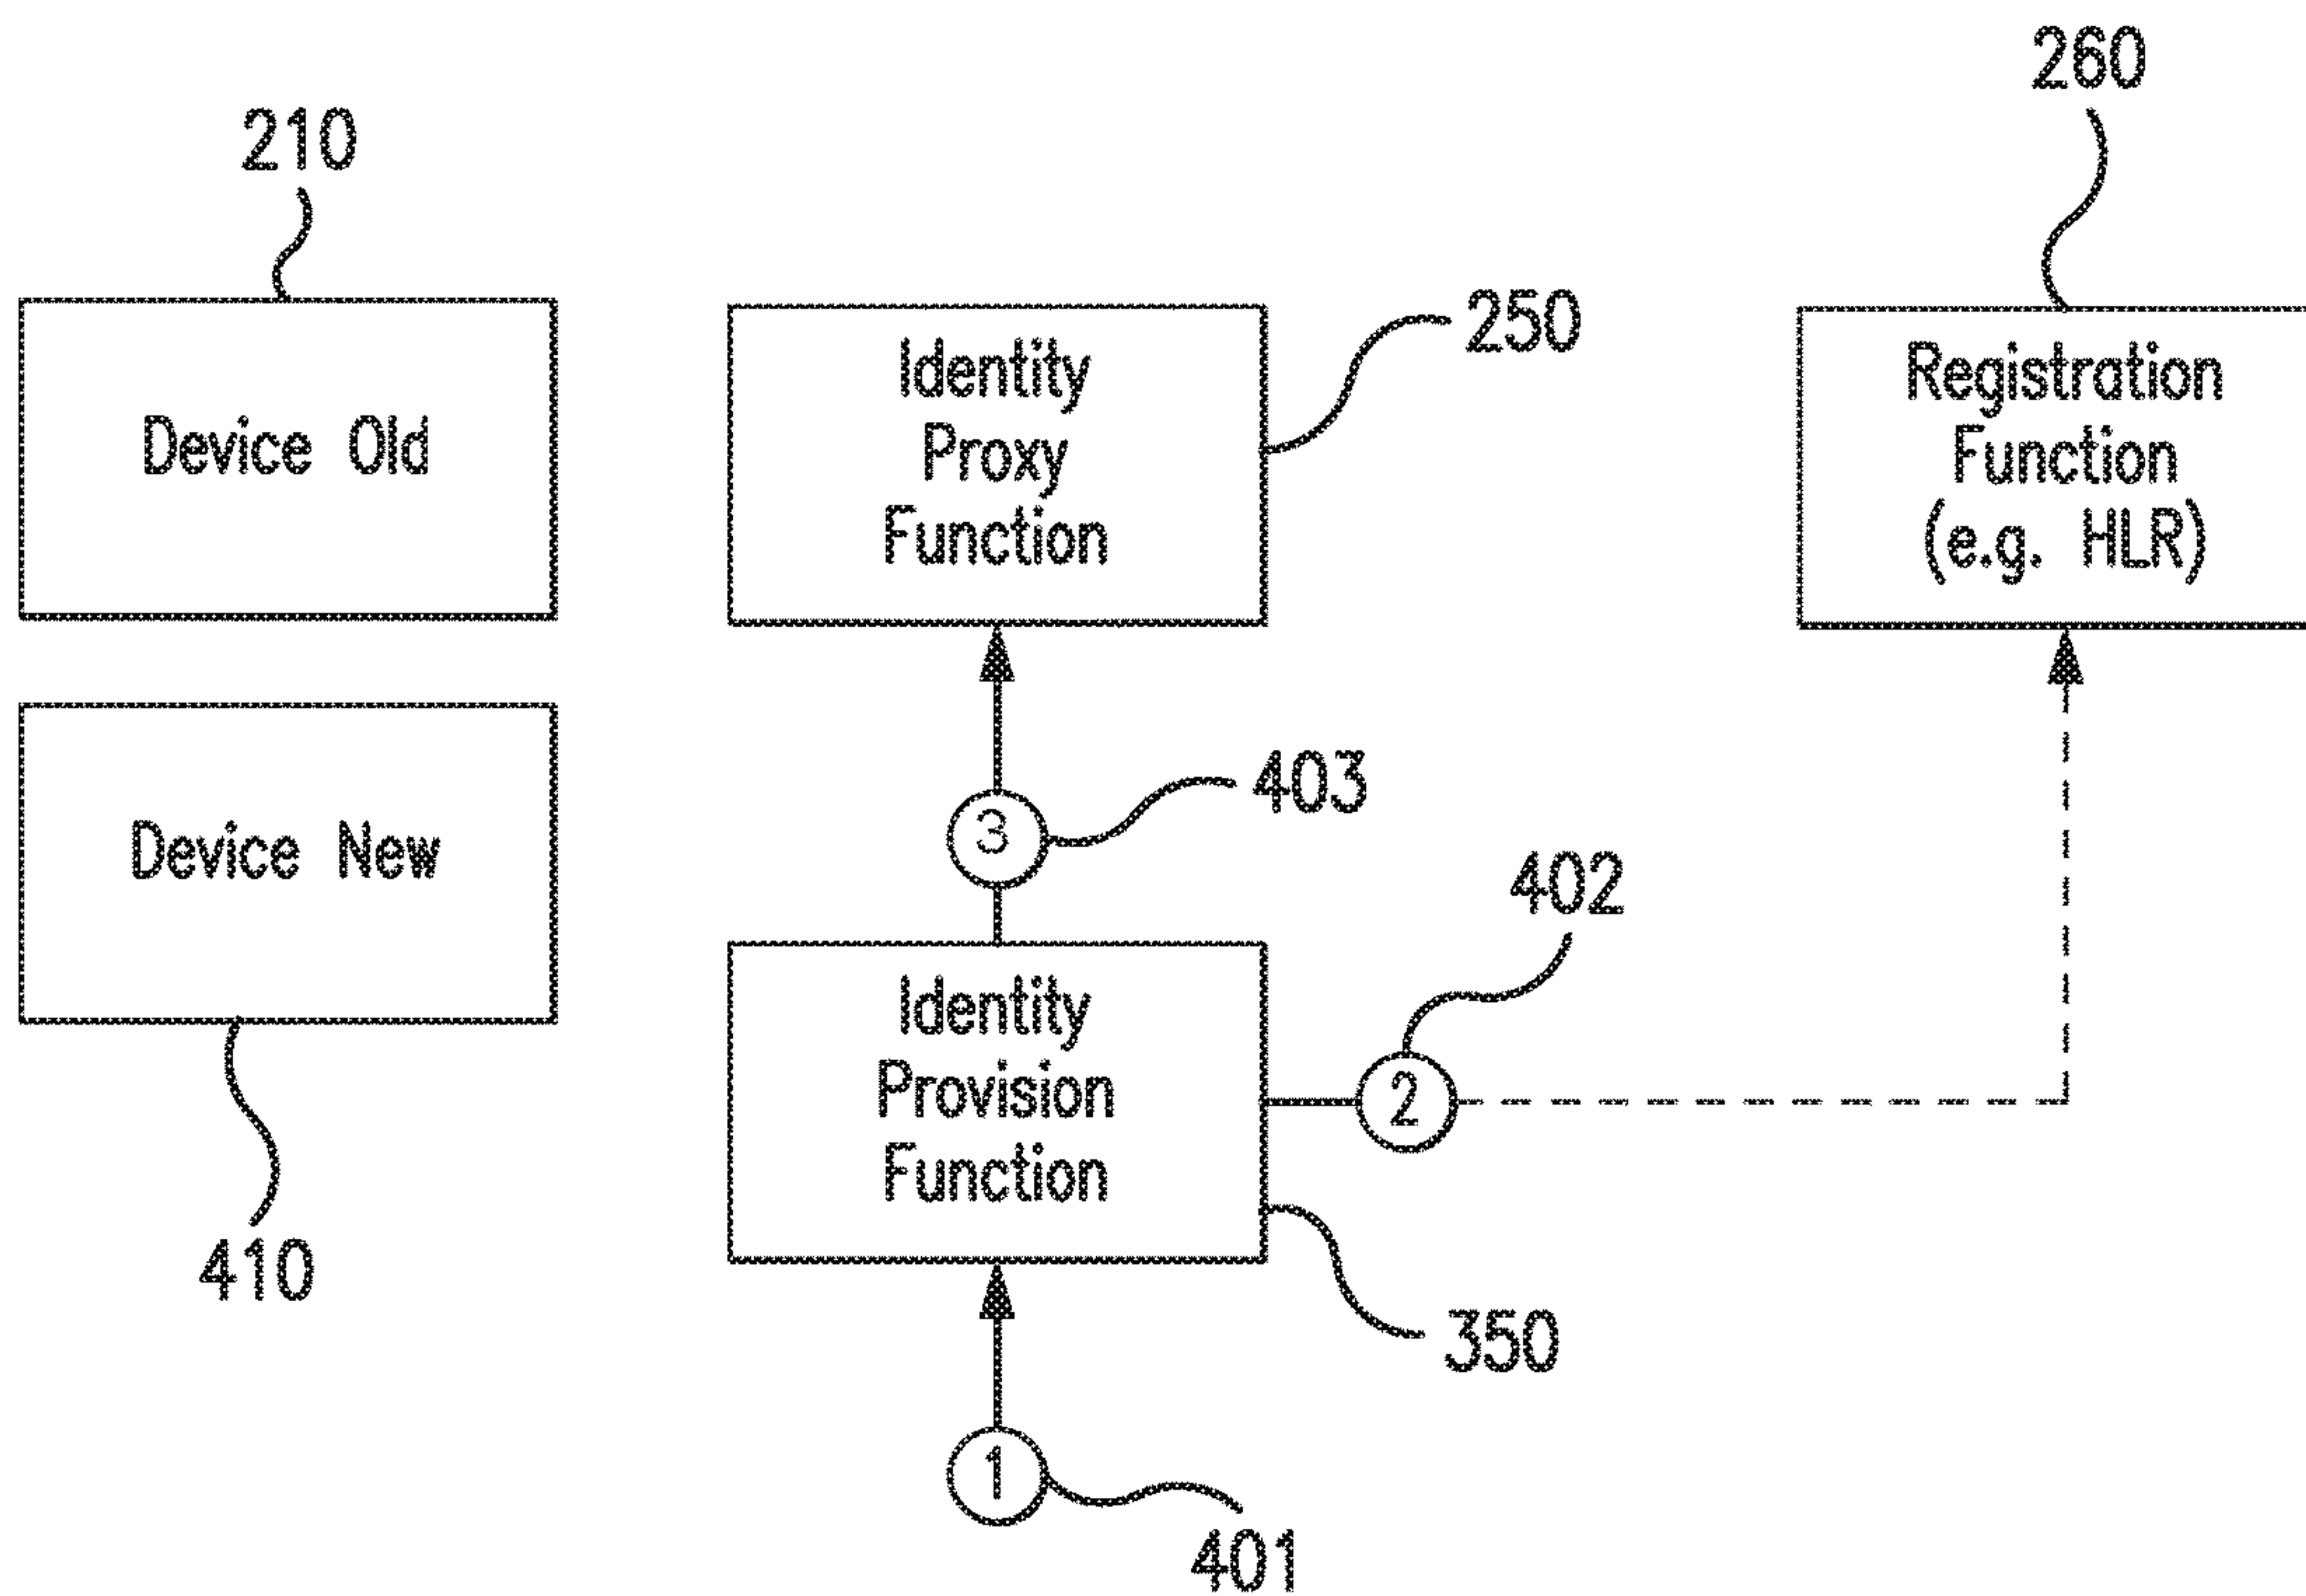 260
210
250
Device Old
Identity
Proxy
Function
Registration
Function
(e.g. HLR)
403
3
Device New
402
Identity
Provision
Function
2
410
350
1
401